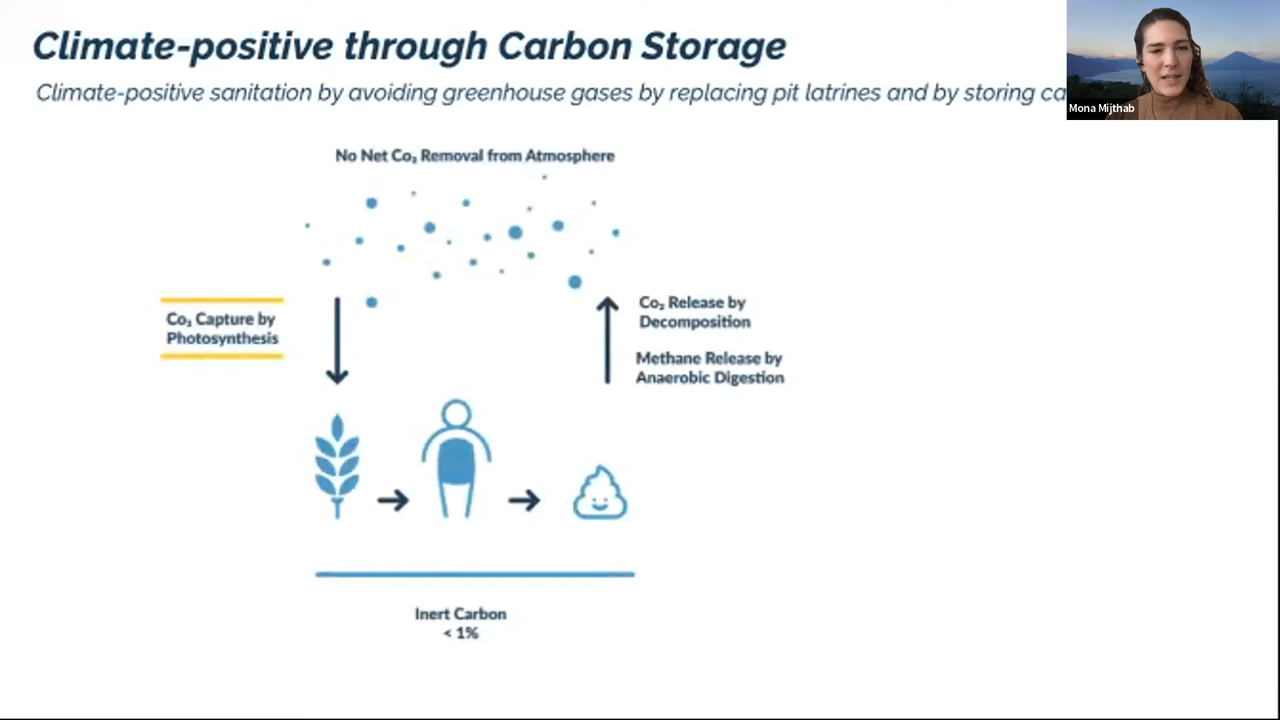 Climate-positive through Carbon Storage
Climate-positive sanitation by avoiding greenhouse gases by replacing pit latrines and by storing ca
Mona Mijthab
No Net Co₂ Removal from Atmosphere
Co₂ Capture by
Photosynthesis
Co₂ Release by
Decomposition
Methane Release by
Anaerobic Digestion
Inert Carbon
< 1%